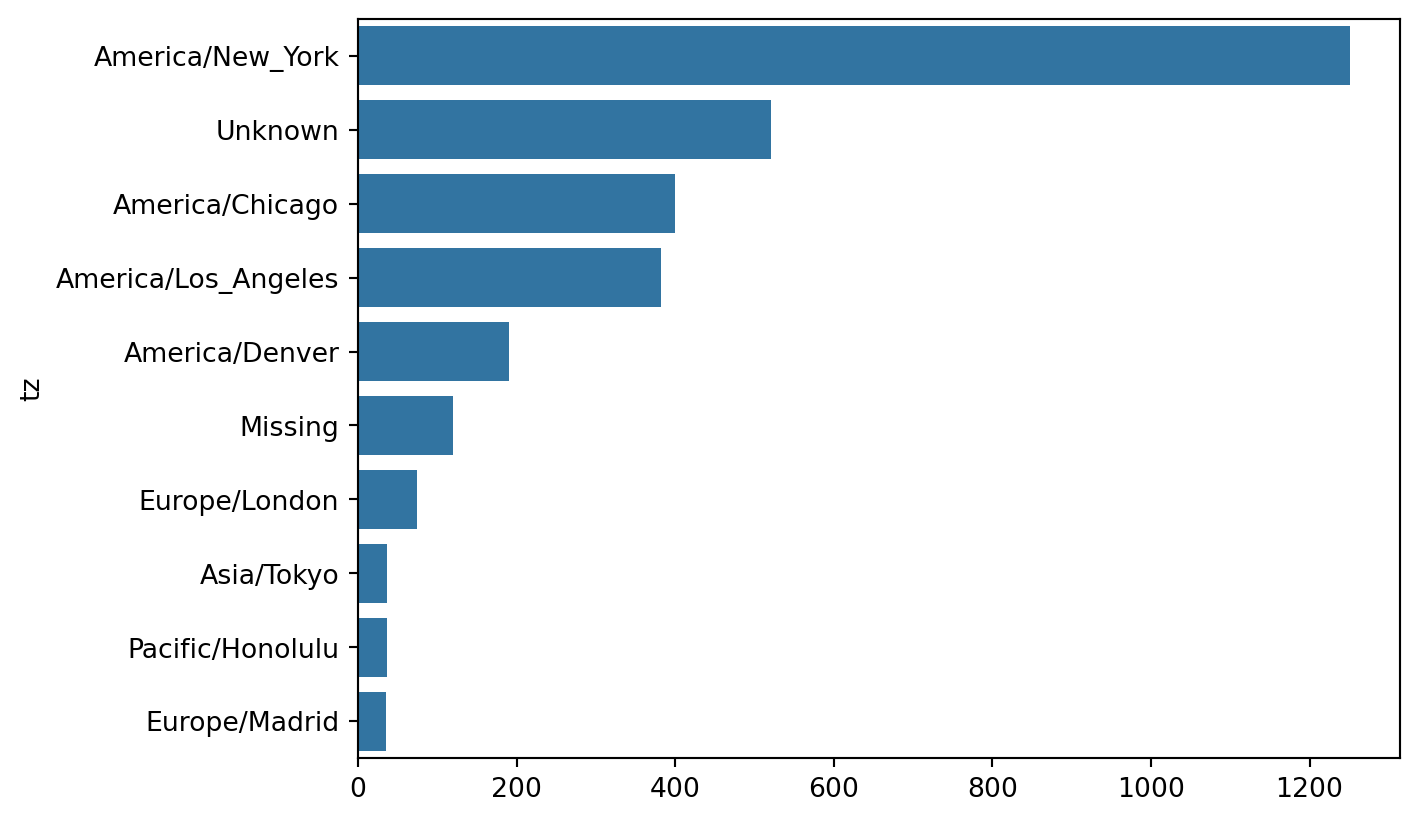 America/New_York
Unknown
America/Chicago
America/Los_Angeles
America/Denver
Missing
Europe/London
Asia/Tokyo
Pacific/Honolulu
Europe/Madrid
tz
0 200 400 600 800 1000 1200